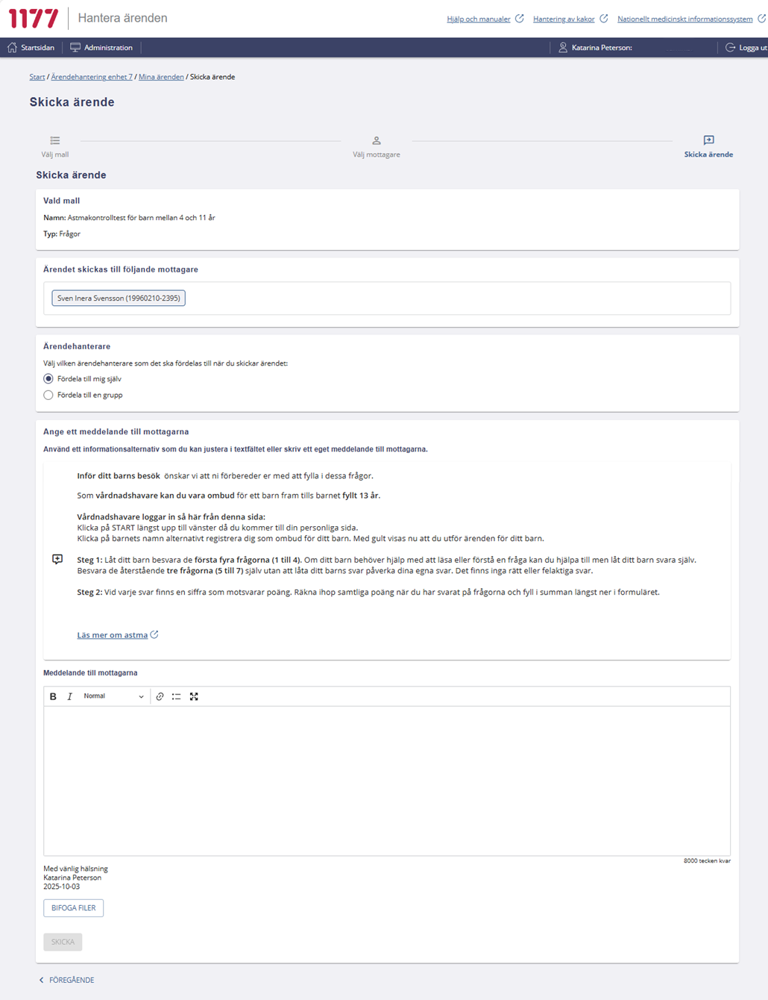 1177 Hantera ärenden
Hjälp och manualer Hantering av kakor Nationellt medicinskt informationssystem
Startsidan Administration Katarina Peterson: Logga ut
Start / Ärendehantering enhet 7 / Mina ärenden / Skicka ärende
Skicka ärende
Välj mall Välj mottagare Skicka ärende
Skicka ärende
Vald mall
Namn: Astmakontrolltest för barn mellan 4 och 11 år
Typ: Frågor
Ärendet skickas till följande mottagare
Sven Inera Svensson (19960210-2395)
Ärendehanterare
Välj vilken ärendehanterare som det ska fördelas till när du skickar ärendet:
Fördela till mig själv
Fördela till en grupp
Ange ett meddelande till mottagarna
Använd ett informationsalternativ som du kan justera i textfältet eller skriv ett eget meddelande till mottagarna.
Inför ditt barns besök önskar vi att ni förbereder er med att fylla i dessa frågor.
Som vårdnadshavare kan du vara ombud för ett barn fram tills barnet fyllt 13 år.
Vårdnadshavare loggar in så här från denna sida:
Klicka på START längst upp till vänster då du kommer till din personliga sida.
Klicka på barnets namn alternativt registrera dig som ombud för ditt barn. Med gult visas nu att du utför ärenden för ditt barn.
Steg 1: Låt ditt barn besvara de första fyra frågorna (1 till 4). Om ditt barn behöver hjälp med att läsa eller förstå en fråga kan du hjälpa till men låt ditt barn svara själv.
Besvara de återstående tre frågorna (5 till 7) själv utan att låta ditt barns svar påverka dina egna svar. Det finns inga rätt eller felaktiga svar.
Steg 2: Vid varje svar finns en siffra som motsvarar poäng. Räkna ihop samtliga poäng när du har svarat på frågorna och fyll i summan längst ner i formuläret.
Läs mer om astma
Meddelande till mottagarna
B I Normal
8000 tecken kvar
Med vänlig hälsning
Katarina Peterson
2025-10-03
BIFOGA FILER
SKICKA
FÖREGÅENDE